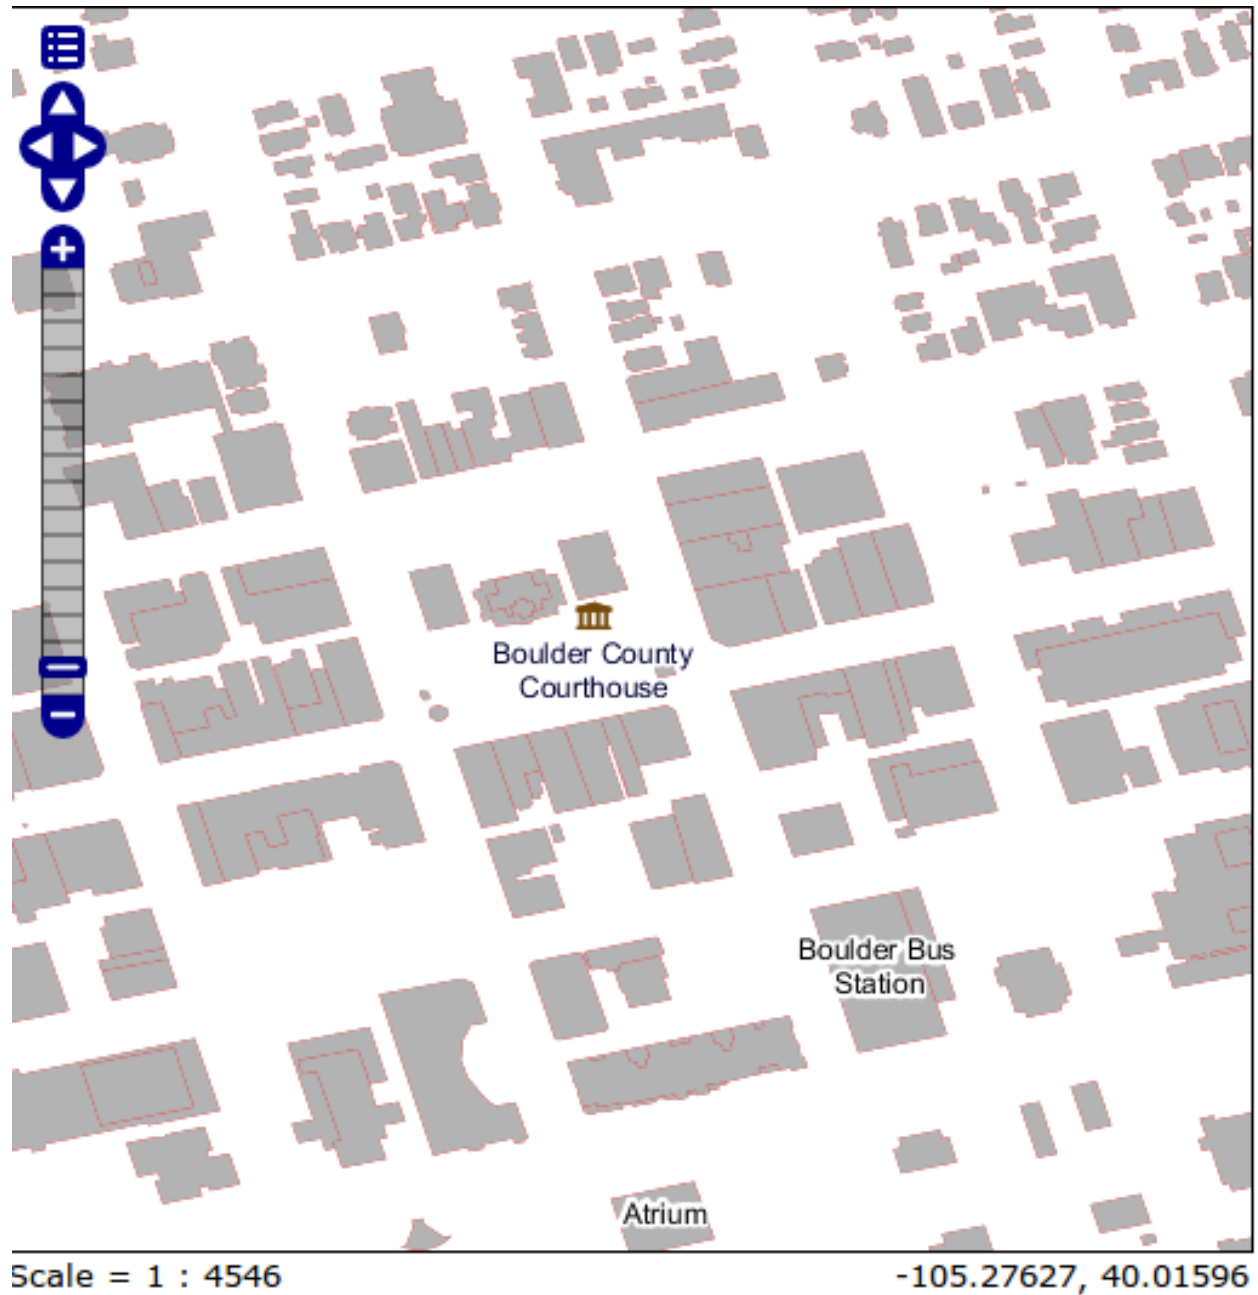 +
−
Boulder County
Courthouse
Boulder Bus
Station
Atrium
Scale = 1 : 4546
-105.27627, 40.01596